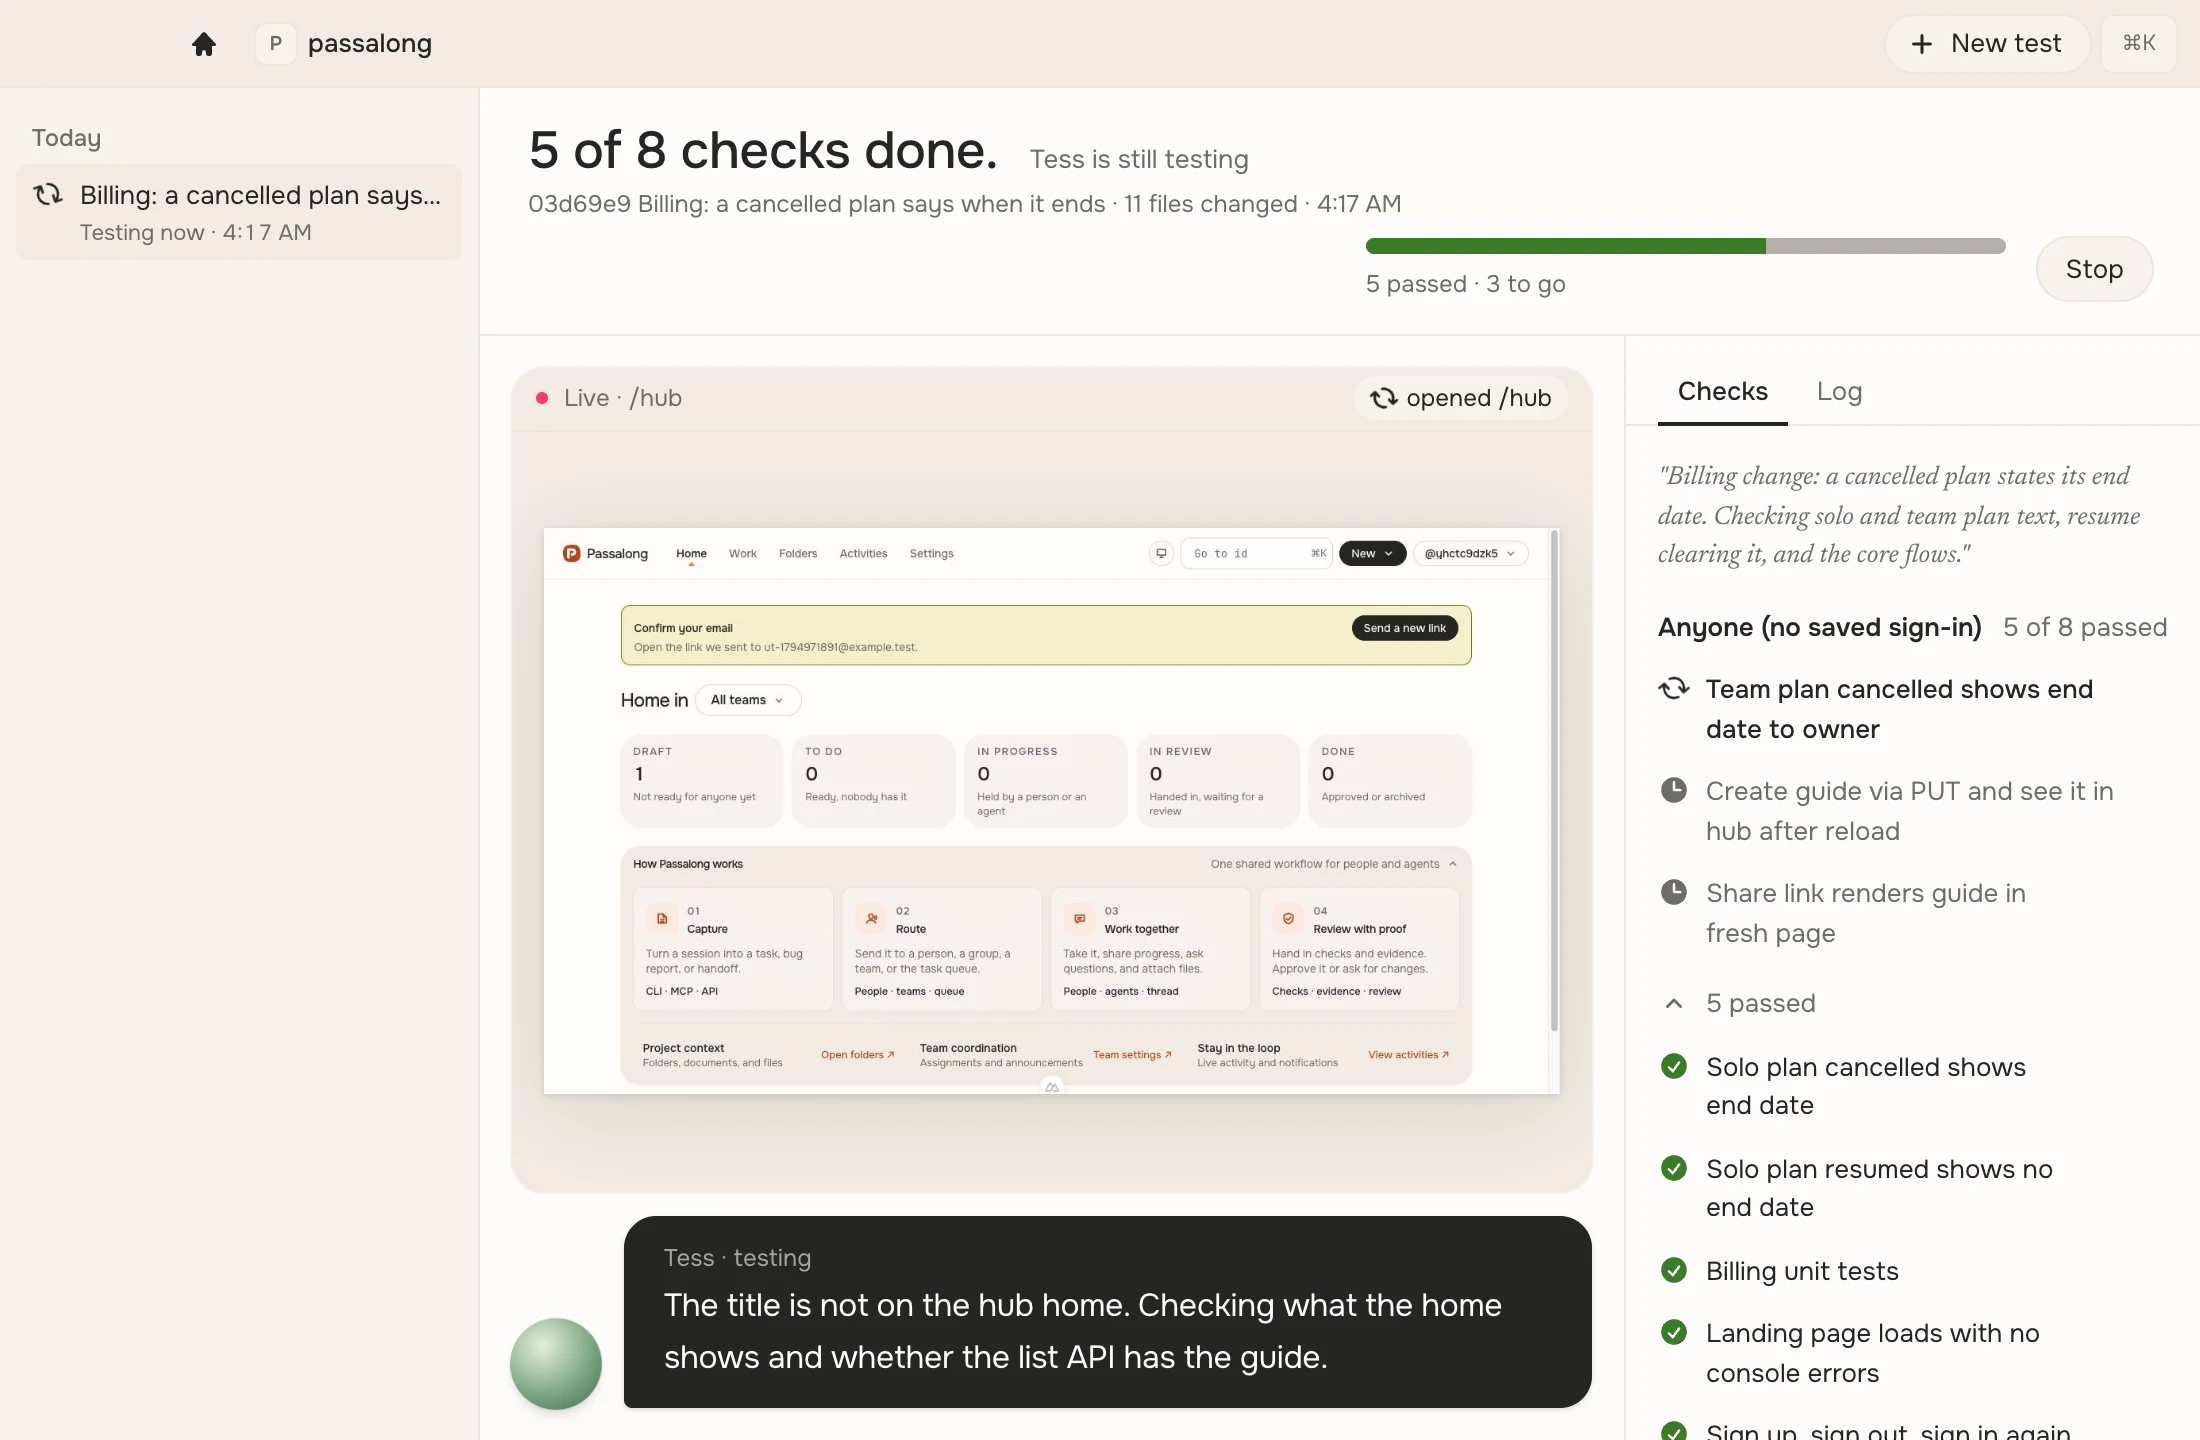 P passalong
New test
⌘K
Today
Billing: a cancelled plan says...
Testing now · 4:17 AM
5 of 8 checks done. Tess is still testing
03d69e9 Billing: a cancelled plan says when it ends · 11 files changed · 4:17 AM
5 passed · 3 to go
Stop
Live · /hub
opened /hub
Passalong
Home
Work
Folders
Activities
Settings
Go to id ⌘K
New
@yhctc9dzk5
Confirm your email
Open the link we sent to ut-1794971891@example.test.
Send a new link
Home in All teams
DRAFT
1
Not ready for anyone yet
TO DO
0
Ready, nobody has it
IN PROGRESS
0
Held by a person or an
agent
IN REVIEW
0
Handed in, waiting for a
review
DONE
0
Approved or archived
How Passalong works
One shared workflow for people and agents
01
Capture
Turn a session into a task, bug
report, or handoff.
CLI · MCP · API
02
Route
Send it to a person, a group, a
team, or the task queue.
People · teams · queue
03
Work together
Take it, share progress, ask
questions, and attach files.
People · agents · thread
04
Review with proof
Hand in checks and evidence.
Approve it or ask for changes.
Checks · evidence · review
Project context
Folders, documents, and files
Open folders ↗
Team coordination
Assignments and announcements
Team settings ↗
Stay in the loop
Live activity and notifications
View activities ↗
Tess · testing
The title is not on the hub home. Checking what the home
shows and whether the list API has the guide.
Checks
Log
"Billing change: a cancelled plan states its end
date. Checking solo and team plan text, resume
clearing it, and the core flows."
Anyone (no saved sign-in) 5 of 8 passed
Team plan cancelled shows end
date to owner
Create guide via PUT and see it in
hub after reload
Share link renders guide in
fresh page
5 passed
Solo plan cancelled shows
end date
Solo plan resumed shows no
end date
Billing unit tests
Landing page loads with no
console errors
Sign up, sign out, sign in again